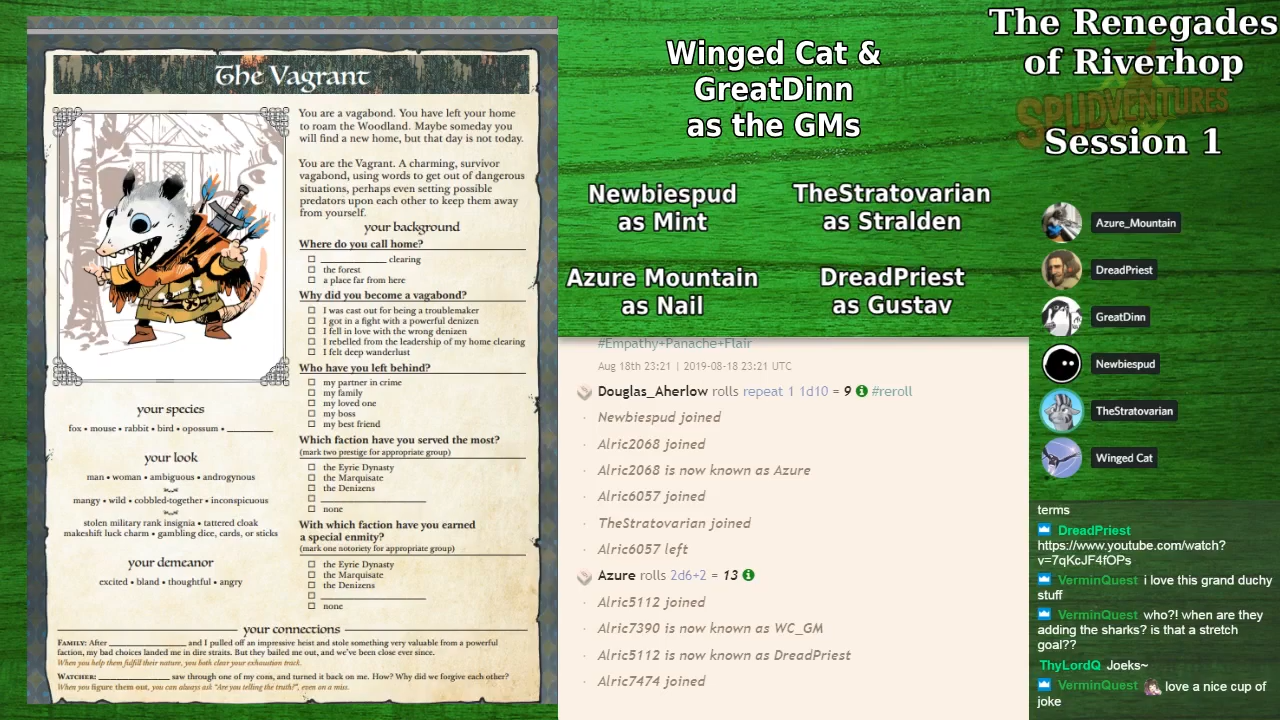 The Vagrant
You are a vagabond. You have left your home
to roam the Woodland. Maybe someday you
will find a new home, but that day is not today.
You are the Vagrant. A charming, survivor
vagabond, using words to get out of dangerous
situations, perhaps even setting possible
predators upon each other to keep them away
from yourself.
your background
Where do you call home?
______________ clearing
the forest
a place far from here
Why did you become a vagabond?
I was cast out for being a troublemaker
I got in a fight with a powerful denizen
I fell in love with the wrong denizen
I rebelled from the leadership of my home clearing
I felt deep wanderlust
Who have you left behind?
my partner in crime
my family
my loved one
my boss
my best friend
Which faction have you served the most?
(mark two prestige for appropriate group)
the Eyrie Dynasty
the Marquisate
the Denizens
______________
none
With which faction have you earned
a special enmity?
(mark one notoriety for appropriate group)
the Eyrie Dynasty
the Marquisate
the Denizens
______________
none
your species
fox • mouse • rabbit • bird • opossum • _________
your look
man • woman • ambiguous • androgynous
mangy • wild • cobbled-together • inconspicuous
stolen military rank insignia • tattered cloak
makeshift luck charm • gambling dice, cards, or sticks
your demeanor
excited • bland • thoughtful • angry
your connections
Family: After ______________ and I pulled off an impressive heist and stole something very valuable from a powerful
faction, my bad choices landed me in dire straits. But they bailed me out, and we've been close ever since.
When you help them fulfill their nature, you both clear your exhaustion track.
Watcher: ______________ saw through one of my cons, and turned it back on me. How? Why did we forgive each other?
When you figure them out, you can always ask "Are you telling the truth?", even on a miss.
Winged Cat &
GreatDinn
as the GMs
Newbiespud
as Mint
TheStratovarian
as Stralden
Azure Mountain
as Nail
DreadPriest
as Gustav
#Empathy+Panache+Flair
Aug 18th 23:21 | 2019-08-18 23:21 UTC
Douglas_Aherlow rolls repeat 1 1d10 = 9 #reroll
Newbiespud joined
Alric2068 joined
Alric2068 is now known as Azure
Alric6057 joined
TheStratovarian joined
Alric6057 left
Azure rolls 2d6+2 = 13
Alric5112 joined
Alric7390 is now known as WC_GM
Alric5112 is now known as DreadPriest
Alric7474 joined
The Renegades
of Riverhop
SPUDVENTURES
Session 1
Azure_Mountain
DreadPriest
GreatDinn
Newbiespud
TheStratovarian
Winged Cat
terms
DreadPriest
https://www.youtube.com/watch?
v=7qKcJF4fOPs
VerminQuest i love this grand duchy
stuff
VerminQuest who?! when are they
adding the sharks? is that a stretch
goal??
ThyLordQ Joeks~
VerminQuest love a nice cup of
joke